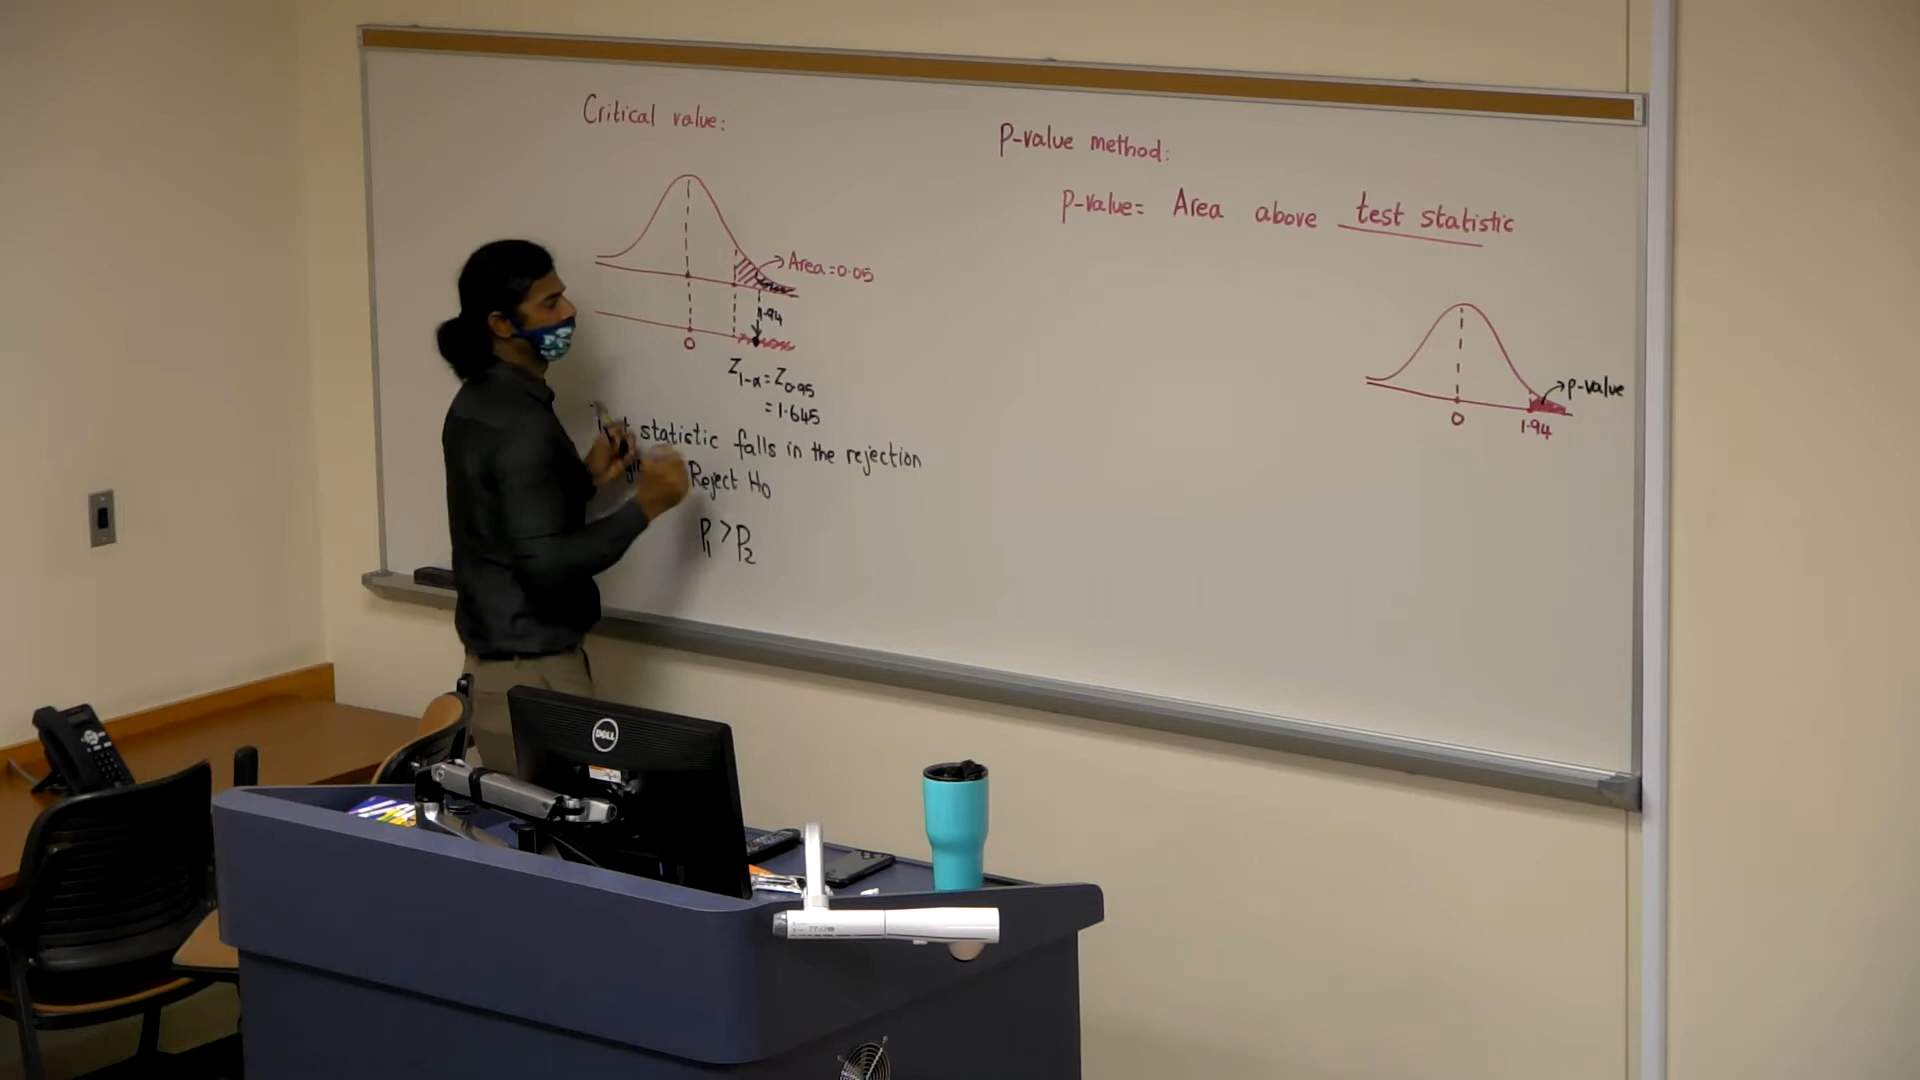 Critical value:
Area=0.05
1.94
0
Z1-α = Z0.95
= 1.645
statistic falls in the rejection
Reject H0
P1 > P2
P-value method:
P-value= Area above test statistic
p-value
0
1.94
DELL